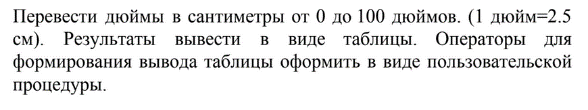 Перевести дюймы в сантиметры от 0 до 100 дюймов. (1 дюйм=2.5
см). Результаты вывести в виде таблицы. Операторы для
формирования вывода таблицы оформить в виде пользовательской
процедуры.